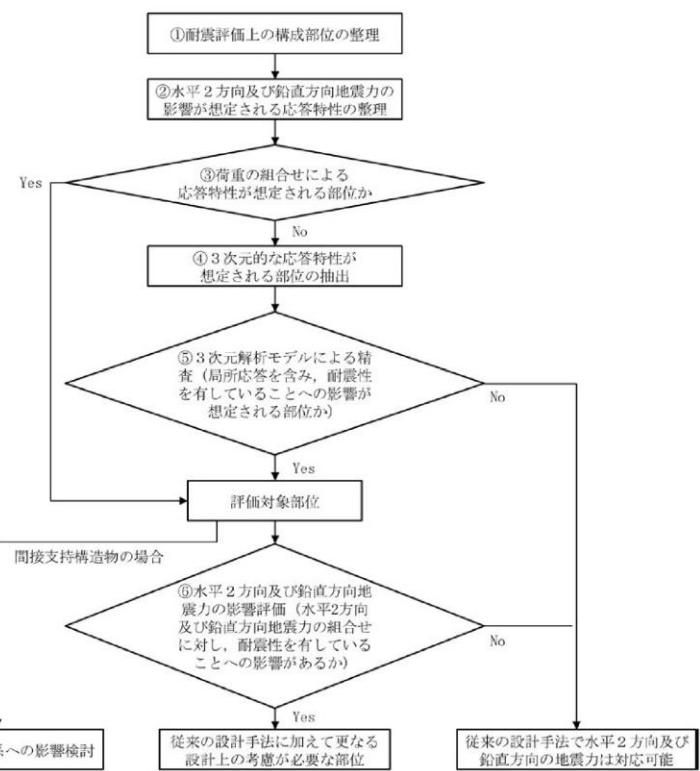 ①耐震評価上の構成部位の整理
②水平２方向及び鉛直方向地震力の
影響が想定される応答特性の整理
③荷重の組合せによる
応答特性が想定される部位か
Yes
No
④３次元的な応答特性が
想定される部位の抽出
⑤３次元解析モデルによる精
査（局所応答を含み，耐震性
を有していることへの影響が
想定される部位か）
No
Yes
評価対象部位
間接支持構造物の場合
⑥水平２方向及び鉛直方向地
震力の影響評価（水平2方向
及び鉛直方向地震力の組合せ
に対し，耐震性を有している
ことへの影響があるか）
No
Yes
への影響検討
従来の設計手法に加えて更なる
設計上の考慮が必要な部位
従来の設計手法で水平２方向及び
鉛直方向の地震力は対応可能